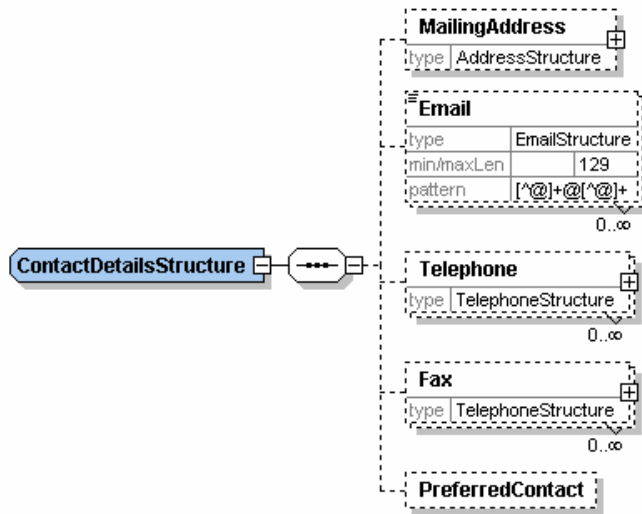 MailingAddress
type AddressStructure
Email
type EmailStructure
min/maxLen 129
pattern [^@]+@[^@]+
0..∞
ContactDetailsStructure
Telephone
type TelephoneStructure
0..∞
Fax
type TelephoneStructure
0..∞
PreferredContact